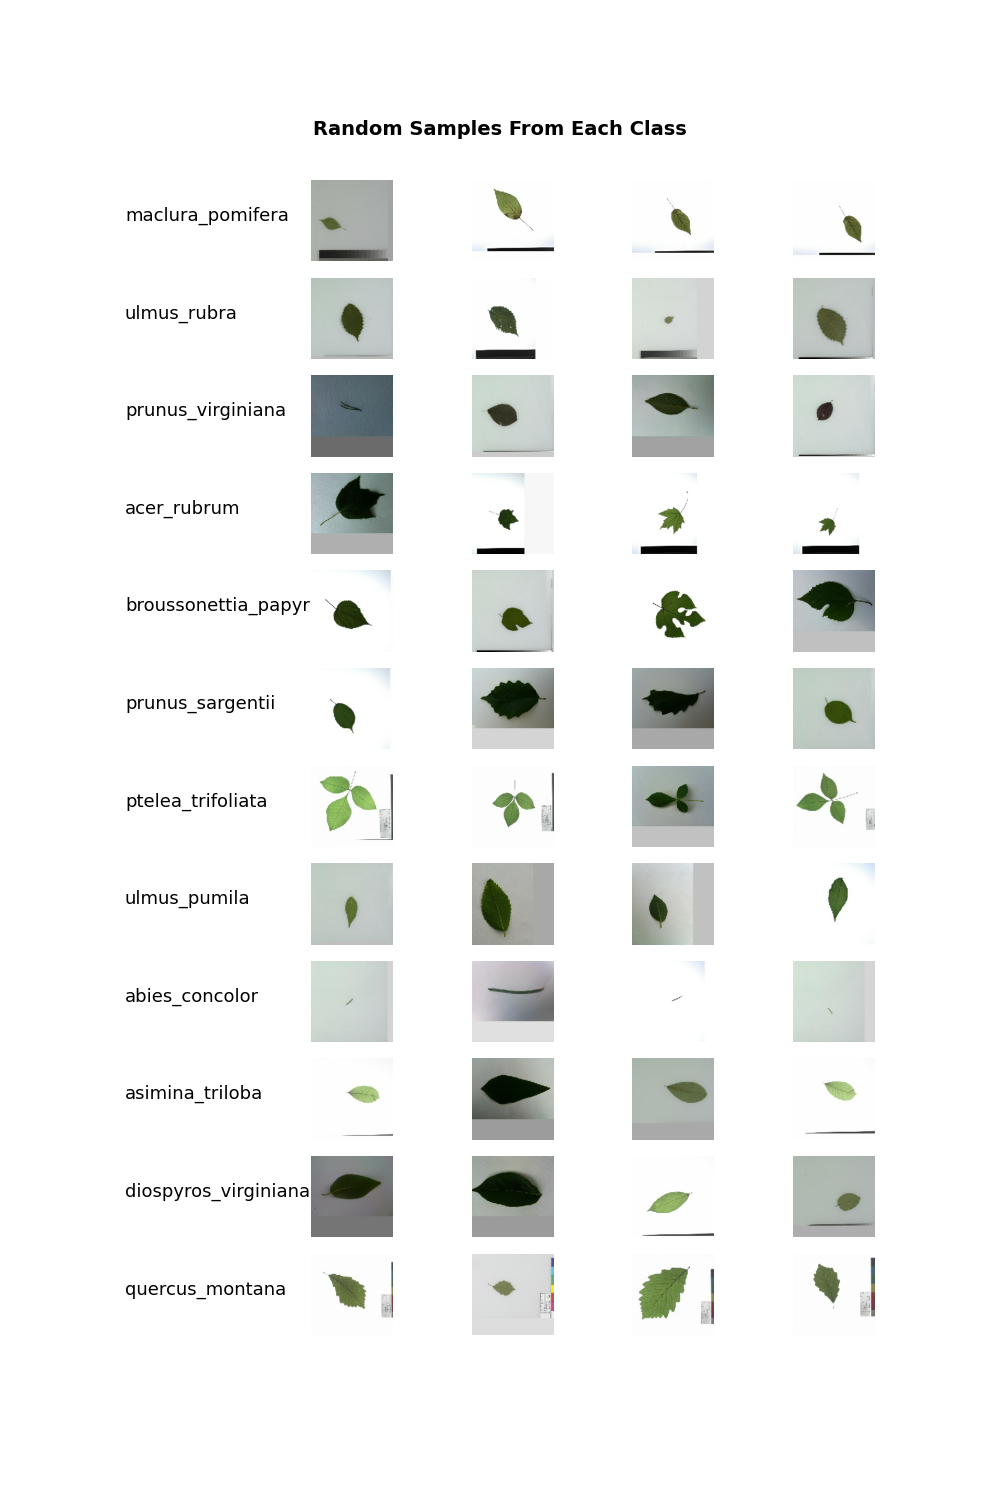 Random Samples From Each Class
maclura_pomifera
ulmus_rubra
prunus_virginiana
acer_rubrum
broussonettia_papyr
prunus_sargentii
ptelea_trifoliata
ulmus_pumila
abies_concolor
asimina_triloba
diospyros_virginiana
quercus_montana